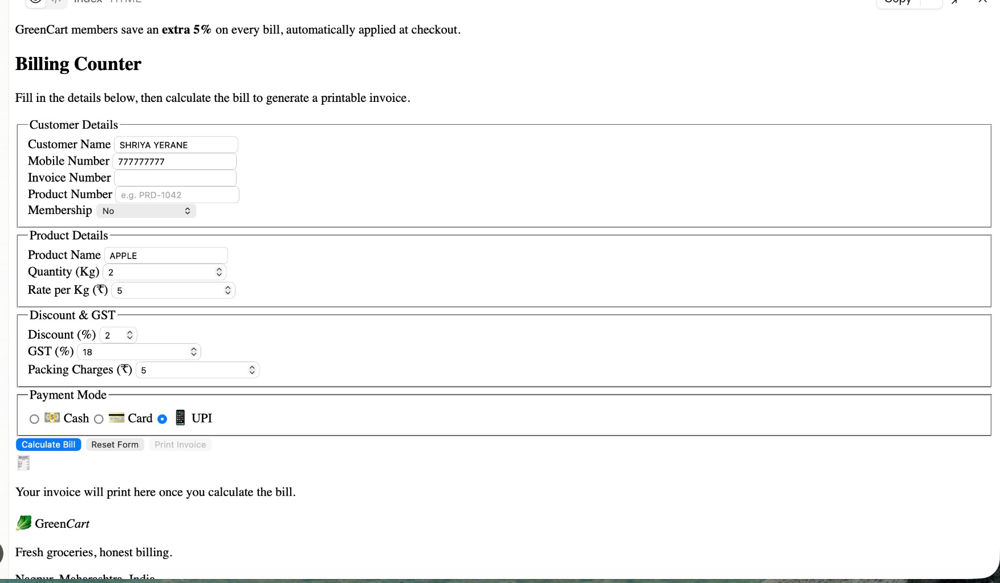 Index HTML
Copy
GreenCart members save an extra 5% on every bill, automatically applied at checkout.
Billing Counter
Fill in the details below, then calculate the bill to generate a printable invoice.
Customer Details
Customer Name SHRIYA YERANE
Mobile Number 777777777
Invoice Number
Product Number e.g. PRD-1042
Membership No
Product Details
Product Name APPLE
Quantity (Kg) 2
Rate per Kg (₹) 5
Discount & GST
Discount (%) 2
GST (%) 18
Packing Charges (₹) 5
Payment Mode
Cash Card UPI
Calculate Bill Reset Form Print Invoice
Your invoice will print here once you calculate the bill.
GreenCart
Fresh groceries, honest billing.
Nagpur, Maharashtra, India